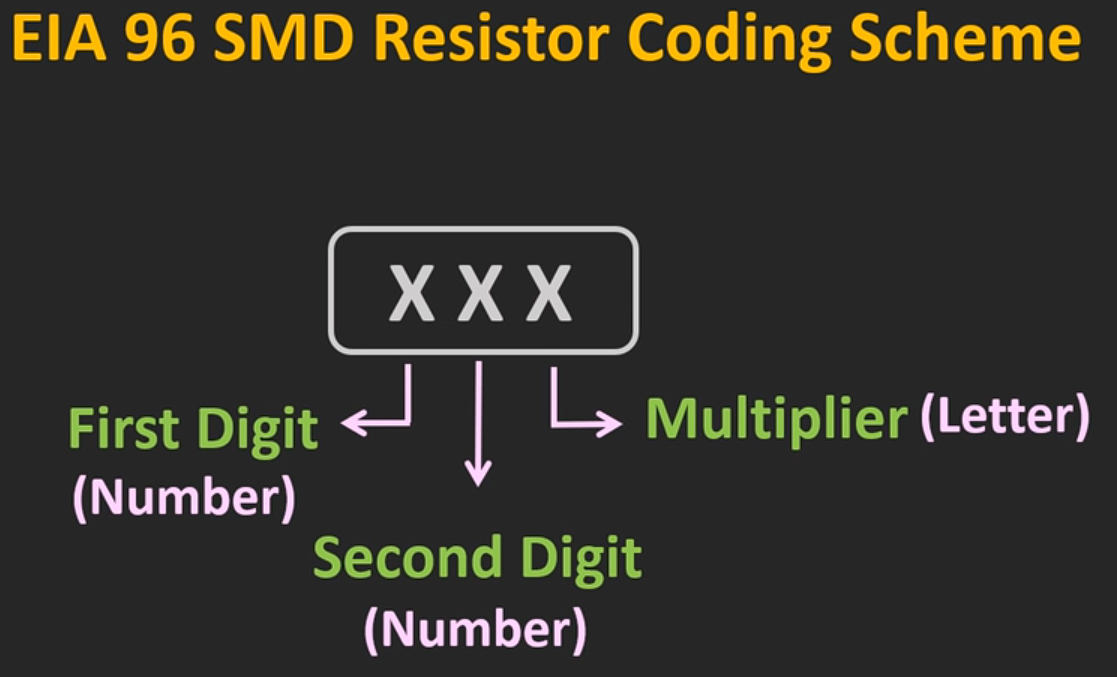 EIA 96 SMD Resistor Coding Scheme
X X X
First Digit
(Number)
Multiplier (Letter)
Second Digit
(Number)